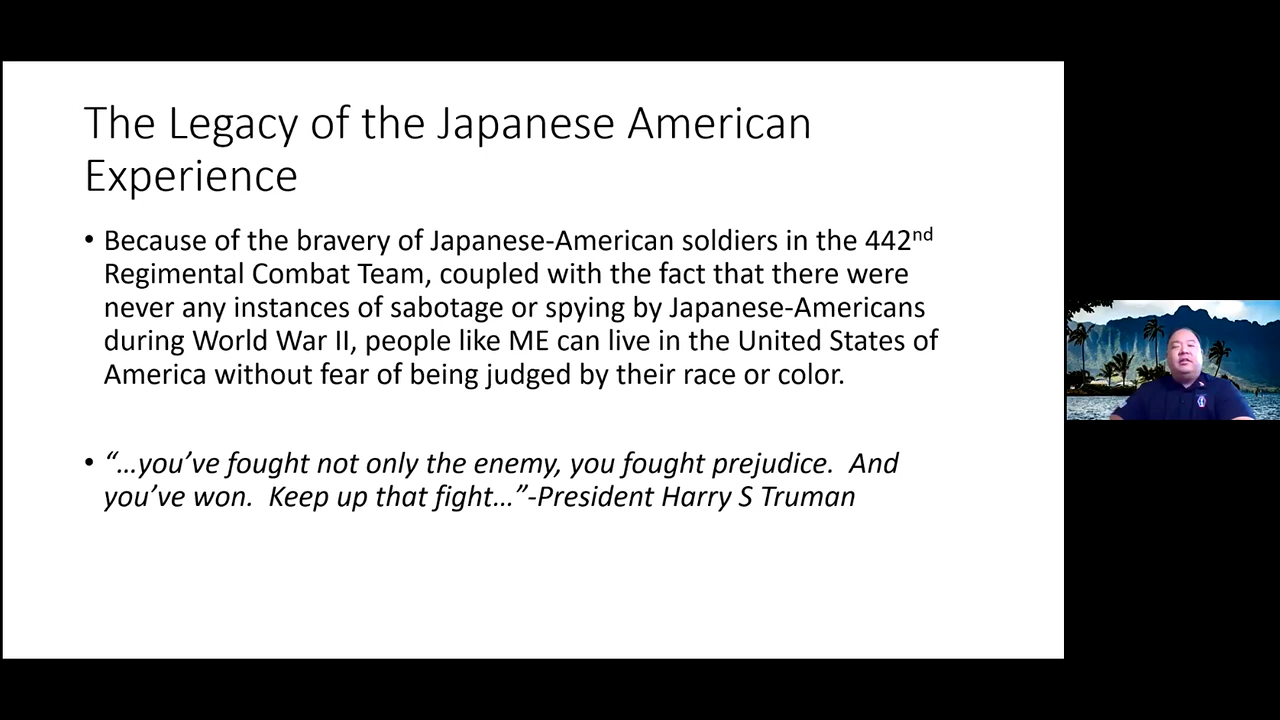 The Legacy of the Japanese American
Experience
• Because of the bravery of Japanese-American soldiers in the 442nd
Regimental Combat Team, coupled with the fact that there were
never any instances of sabotage or spying by Japanese-Americans
during World War II, people like ME can live in the United States of
America without fear of being judged by their race or color.
• “…you’ve fought not only the enemy, you fought prejudice.  And
you’ve won.  Keep up that fight…”-President Harry S Truman